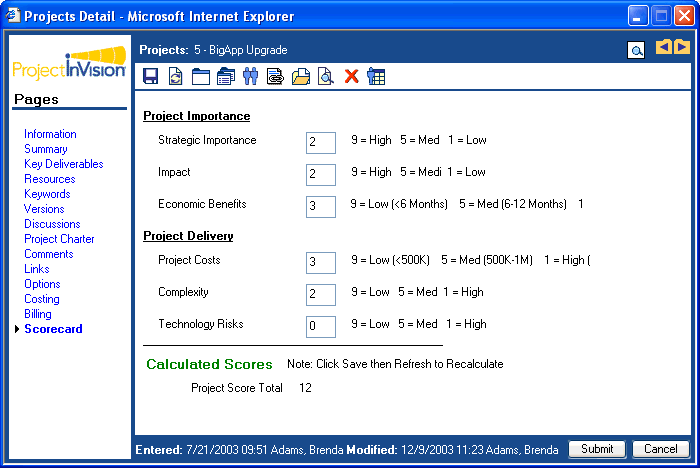 Projects Detail - Microsoft Internet Explorer
ProjectinVision
Projects: 5 - BigApp Upgrade
Pages
Information
Summary
Key Deliverables
Resources
Keywords
Versions
Discussions
Project Charter
Comments
Links
Options
Costing
Billing
Scorecard
Project Importance
Strategic Importance 2 9 = High 5 = Med 1 = Low
Impact 2 9 = High 5 = Medi 1 = Low
Economic Benefits 3 9 = Low (<6 Months) 5 = Med (6-12 Months) 1
Project Delivery
Project Costs 3 9 = Low (<500K) 5 = Med (500K-1M) 1 = High (
Complexity 2 9 = Low 5 = Med 1 = High
Technology Risks 0 9 = Low 5 = Med 1 = High
Calculated Scores Note: Click Save then Refresh to Recalculate
Project Score Total 12
Entered: 7/21/2003 09:51 Adams, Brenda Modified: 12/9/2003 11:23 Adams, Brenda Submit Cancel